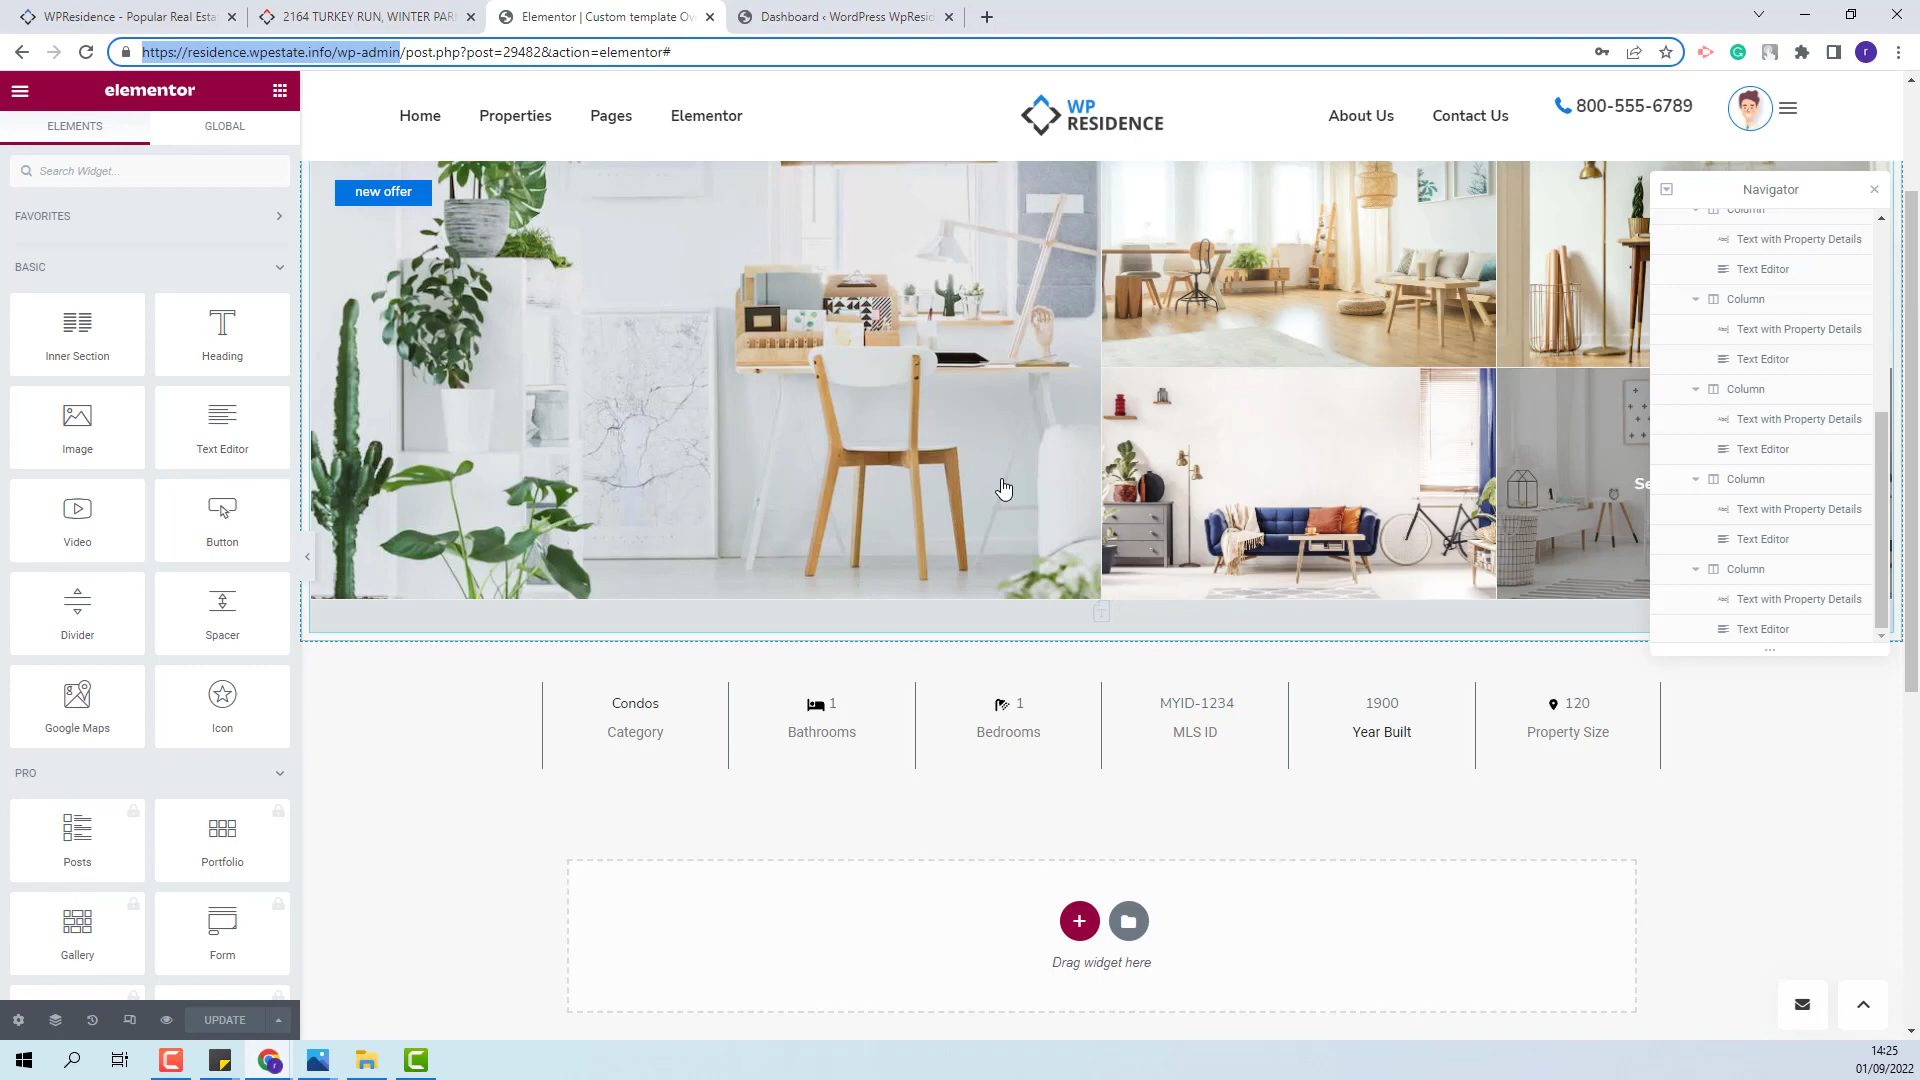 WPResidence - Popular Real Esta
2164 TURKEY RUN, WINTER PAR
Elementor | Custom template Ov
Dashboard ‹ WordPress WpResid
https://residence.wpestate.info/wp-admin/post.php?post=29482&action=elementor#
elementor
ELEMENTS
GLOBAL
Search Widget...
FAVORITES
BASIC
Inner Section
Heading
Image
Text Editor
Video
Button
Divider
Spacer
Google Maps
Icon
PRO
Posts
Portfolio
Gallery
Form
UPDATE
Home
Properties
Pages
Elementor
WP
RESIDENCE
About Us
Contact Us
800-555-6789
new offer
Se
Navigator
Column
Text with Property Details
Text Editor
Column
Text with Property Details
Text Editor
Column
Text with Property Details
Text Editor
Column
Text with Property Details
Text Editor
Column
Text with Property Details
Text Editor
Condos
Category
1
Bathrooms
1
Bedrooms
MYID-1234
MLS ID
1900
Year Built
120
Property Size
Drag widget here
14:25
01/09/2022